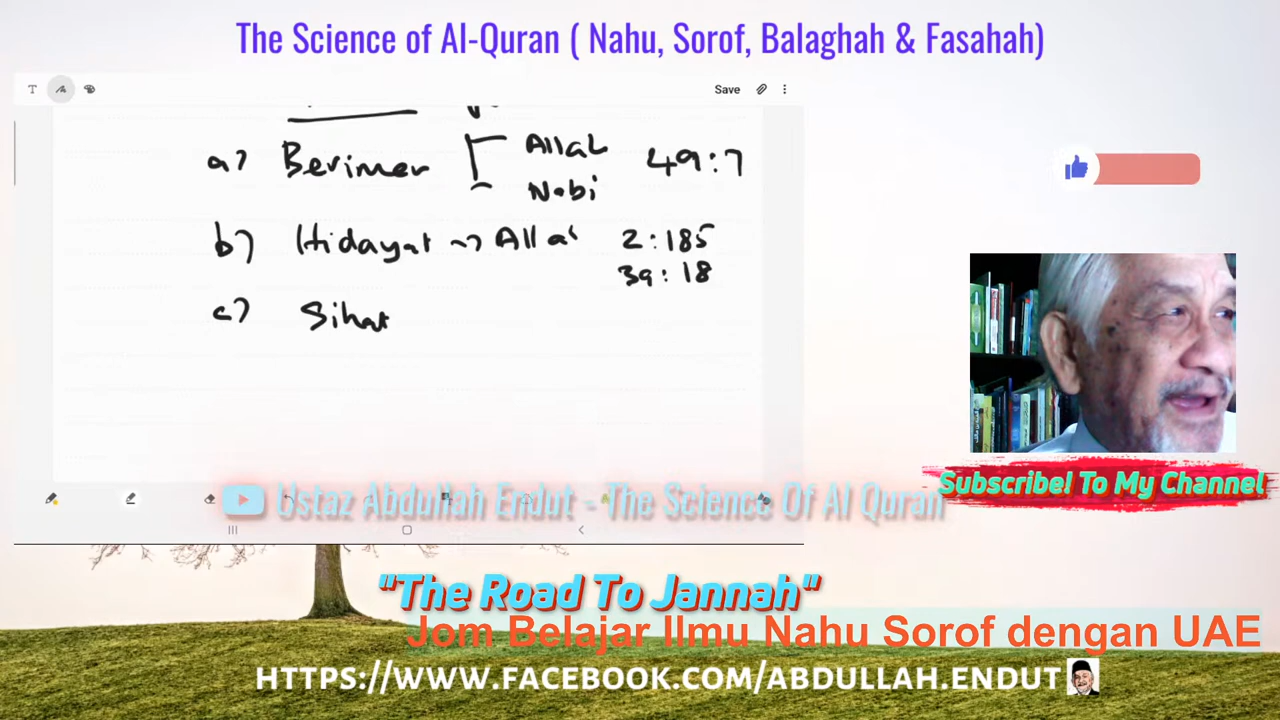 The Science of Al-Quran ( Nahu, Sorof, Balaghah & Fasahah)
T
Save
a) Berimen Allah 49:7
Nabi
b) Hidayat → Allah 2:185
39:18
c) Sihat
Subscribe! To My Channel
Ustaz Abdullah Endut - The Science Of Al Quran
"The Road To Jannah"
Jom Belajar Ilmu Nahu Sorof dengan UAE
HTTPS://WWW.FACEBOOK.COM/ABDULLAH.ENDUT